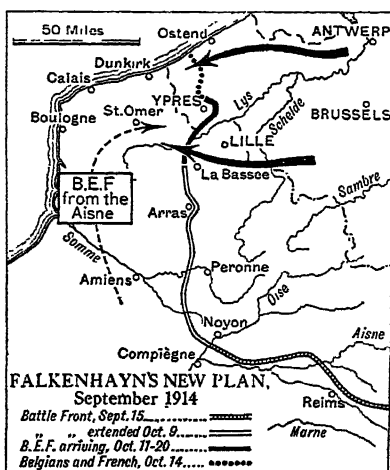 50 Miles
Ostend
ANTWERP
Dunkirk
Calais
YPRES
Lys
Schelde
St.Omer
BRUSSELS
Boulogne
LILLE
La Bassee
B.E.F
from the
Aisne
Sambre
Arras
Somme
Peronne
Amiens
Oise
Noyon
Aisne
Compiègne
FALKENHAYN'S NEW PLAN,
September 1914
Reims
Marne
Battle Front, Sept.15
„ „ extended Oct.9
B.E.F. arriving, Oct.11-20
Belgians and French, Oct.14